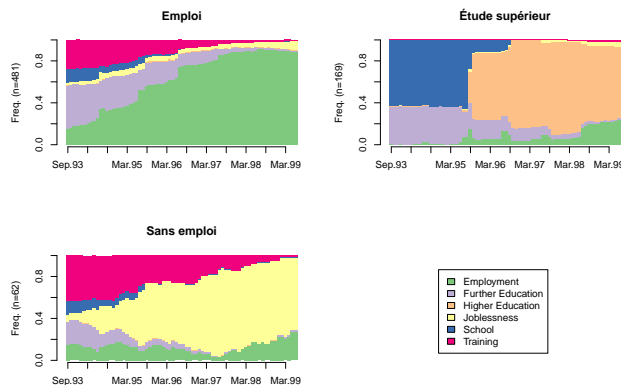 Emploi
Freq. (n=481)
0.0 0.4 0.8
Sep.93 Mar.95 Mar.96 Mar.97 Mar.98 Mar.99
Étude supérieur
Freq. (n=169)
0.0 0.4 0.8
Sep.93 Mar.95 Mar.96 Mar.97 Mar.98 Mar.99
Sans emploi
Freq. (n=62)
0.0 0.4 0.8
Sep.93 Mar.95 Mar.96 Mar.97 Mar.98 Mar.99
Employment
Further Education
Higher Education
Joblessness
School
Training